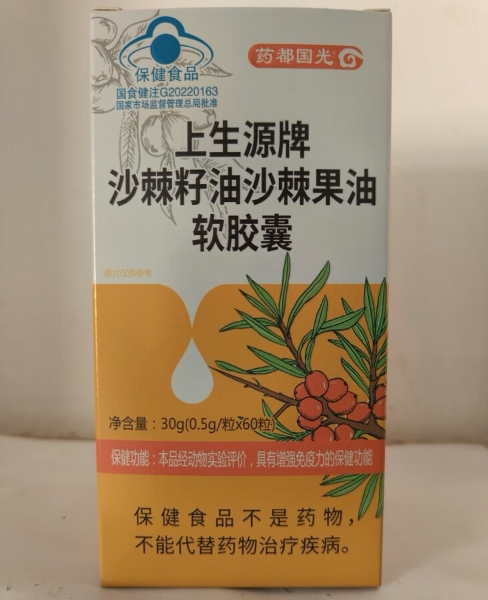 保健食品
国食健注G20220163
国家市场监督管理总局批准
药都国光
上生源牌
沙棘籽油沙棘果油
软胶囊
图片仅供参考
净含量：30g(0.5g/粒x60粒)
保健功能：本品经动物实验评价，具有增强免疫力的保健功能
保健食品不是药物，
不能代替药物治疗疾病。